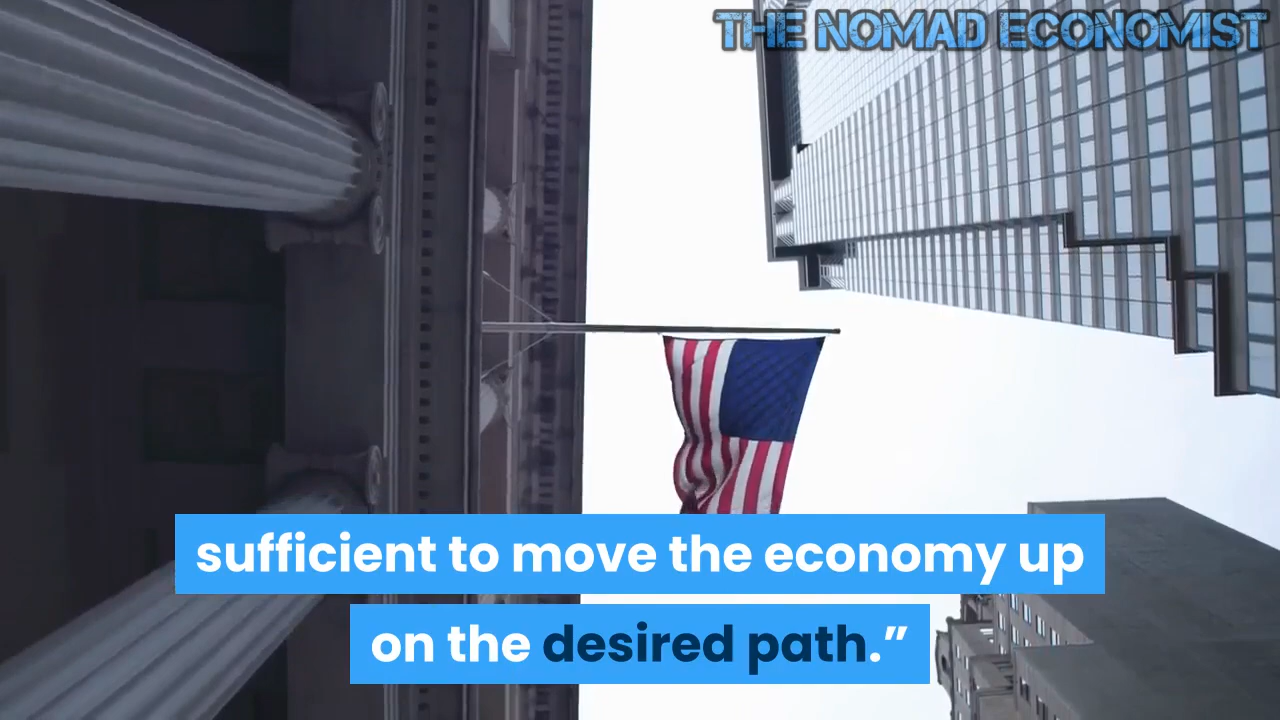 THE NOMAD ECONOMIST
sufficient to move the economy up
on the desired path.”